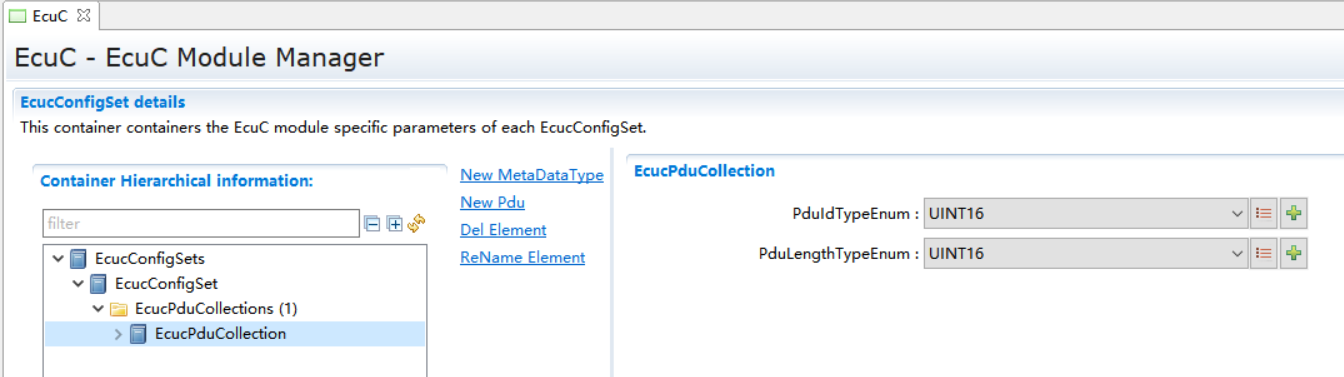 EcuC
EcuC - EcuC Module Manager
EcucConfigSet details
This container containers the EcuC module specific parameters of each EcucConfigSet.
Container Hierarchical information:
filter
EcucConfigSets
EcucConfigSet
EcucPduCollections (1)
EcucPduCollection
New MetaDataType
New Pdu
Del Element
ReName Element
EcucPduCollection
PduIdTypeEnum : UINT16
PduLengthTypeEnum : UINT16